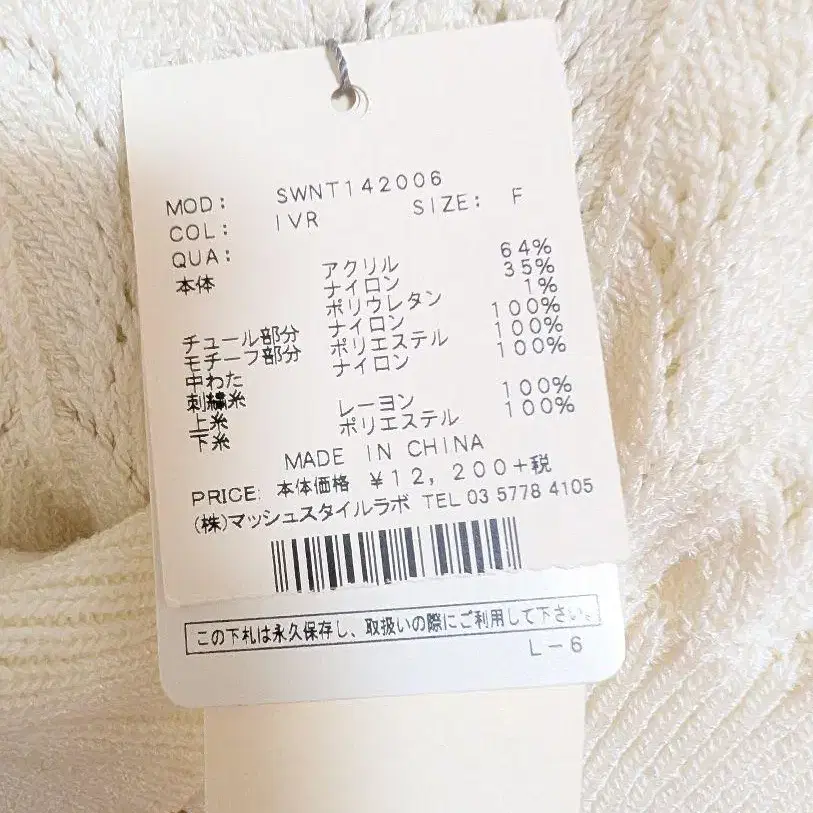 MOD: SWNT142006
COL: IVR SIZE: F
QUA:
本体 アクリル 64%
ナイロン 35%
ポリウレタン 1%
チュール部分 ナイロン 100%
モチーフ部分 ポリエステル 100%
中わた ナイロン 100%
刺繍糸
上糸 レーヨン 100%
下糸 ポリエステル 100%
MADE IN CHINA
PRICE: 本体価格 ¥12,200+税
(株)マッシュスタイルラボ TEL 03 5778 4105
この下札は永久保存し、取扱いの際にご利用して下さい。
L-6